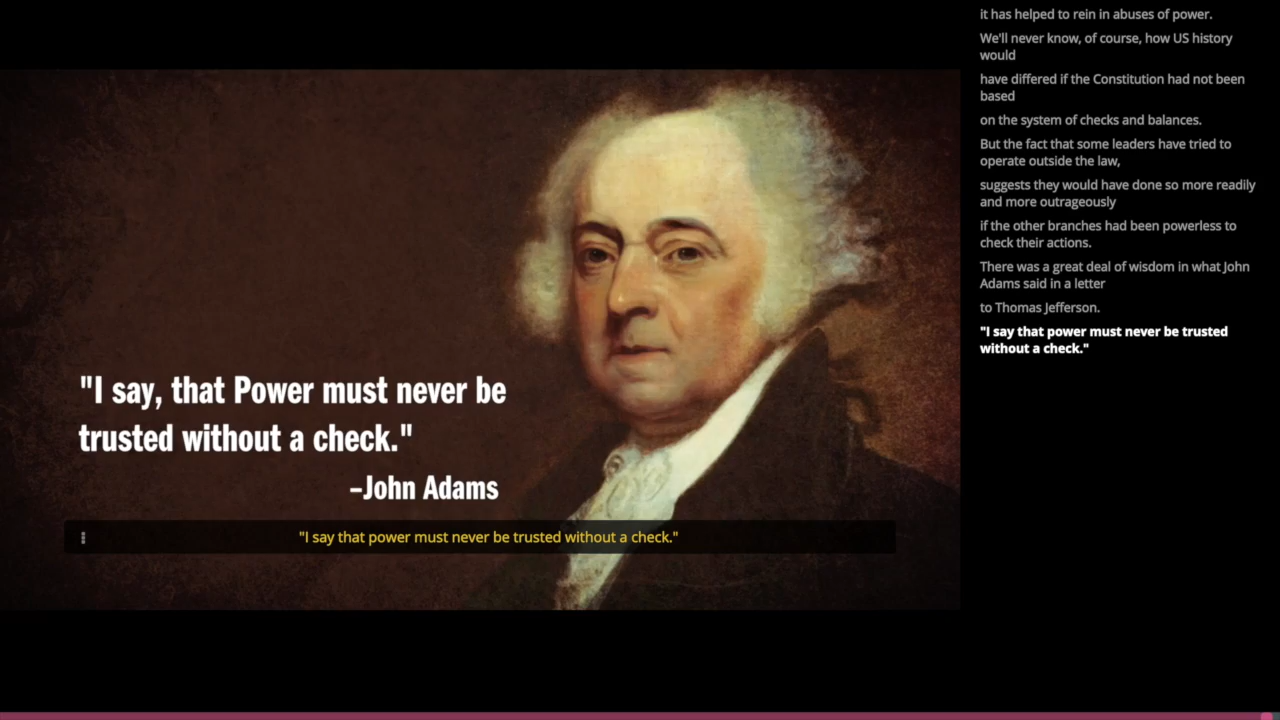 "I say, that Power must never be
trusted without a check."
–John Adams
"I say that power must never be trusted without a check."
it has helped to rein in abuses of power.
We'll never know, of course, how US history
would
have differed if the Constitution had not been
based
on the system of checks and balances.
But the fact that some leaders have tried to
operate outside the law,
suggests they would have done so more readily
and more outrageously
if the other branches had been powerless to
check their actions.
There was a great deal of wisdom in what John
Adams said in a letter
to Thomas Jefferson.
"I say that power must never be trusted
without a check."